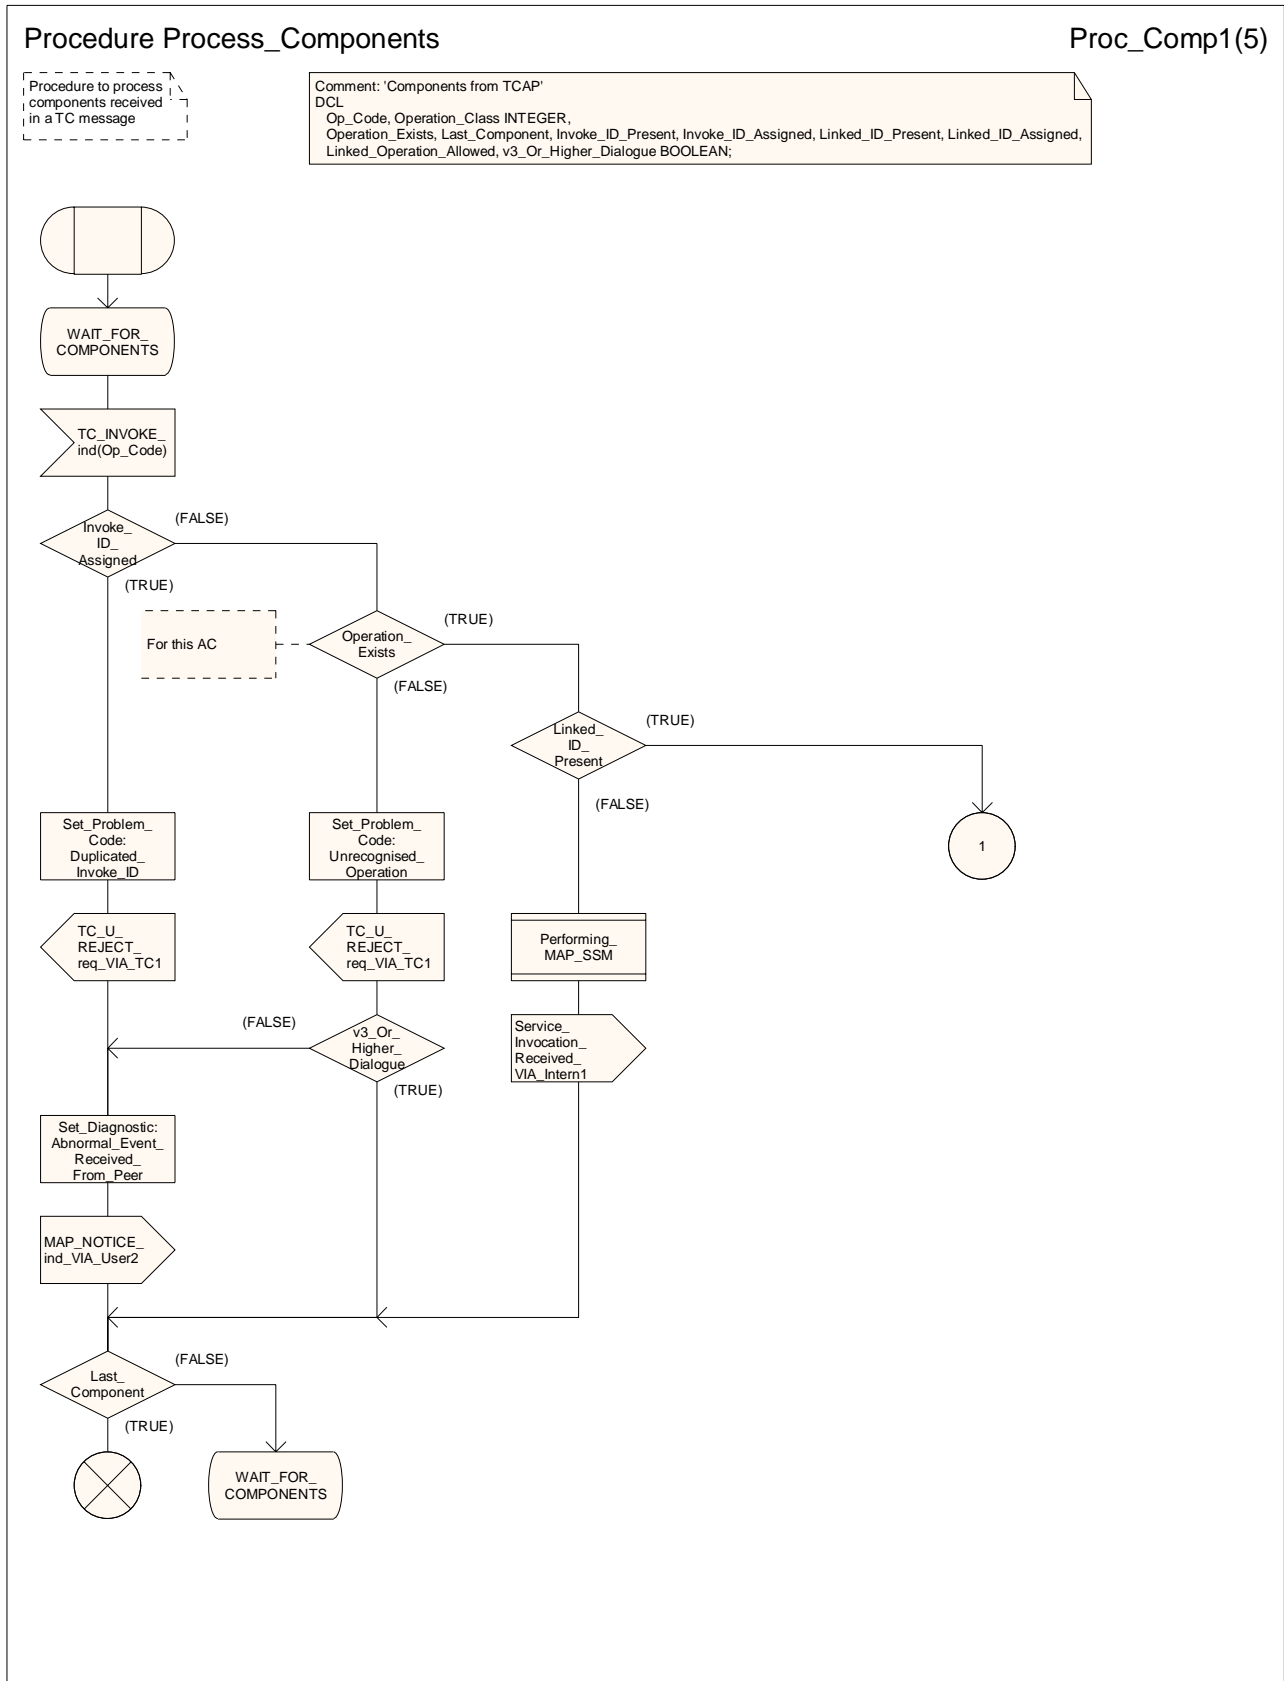 Procedure Process_Components
Proc_Comp1(5)
Procedure to process
components received
in a TC message
Comment: 'Components from TCAP'
DCL
Op_Code, Operation_Class INTEGER,
Operation_Exists, Last_Component, Invoke_ID_Present, Invoke_ID_Assigned, Linked_ID_Present, Linked_ID_Assigned,
Linked_Operation_Allowed, v3_Or_Higher_Dialogue BOOLEAN;
WAIT_FOR_
COMPONENTS
TC_INVOKE_
ind(Op_Code)
Invoke_
ID_
Assigned
(FALSE)
(TRUE)
For this AC
Operation_
Exists
(TRUE)
(FALSE)
Linked_
ID_
Present
(TRUE)
(FALSE)
1
Set_Problem_
Code:
Duplicated_
Invoke_ID
Set_Problem_
Code:
Unrecognised_
Operation
TC_U_
REJECT_
req_VIA_TC1
TC_U_
REJECT_
req_VIA_TC1
Performing_
MAP_SSM
(FALSE)
v3_Or_
Higher_
Dialogue
(TRUE)
Service_
Invocation_
Received_
VIA_Intern1
Set_Diagnostic:
Abnormal_Event_
Received_
From_Peer
MAP_NOTICE_
ind_VIA_User2
Last_
Component
(FALSE)
(TRUE)
WAIT_FOR_
COMPONENTS